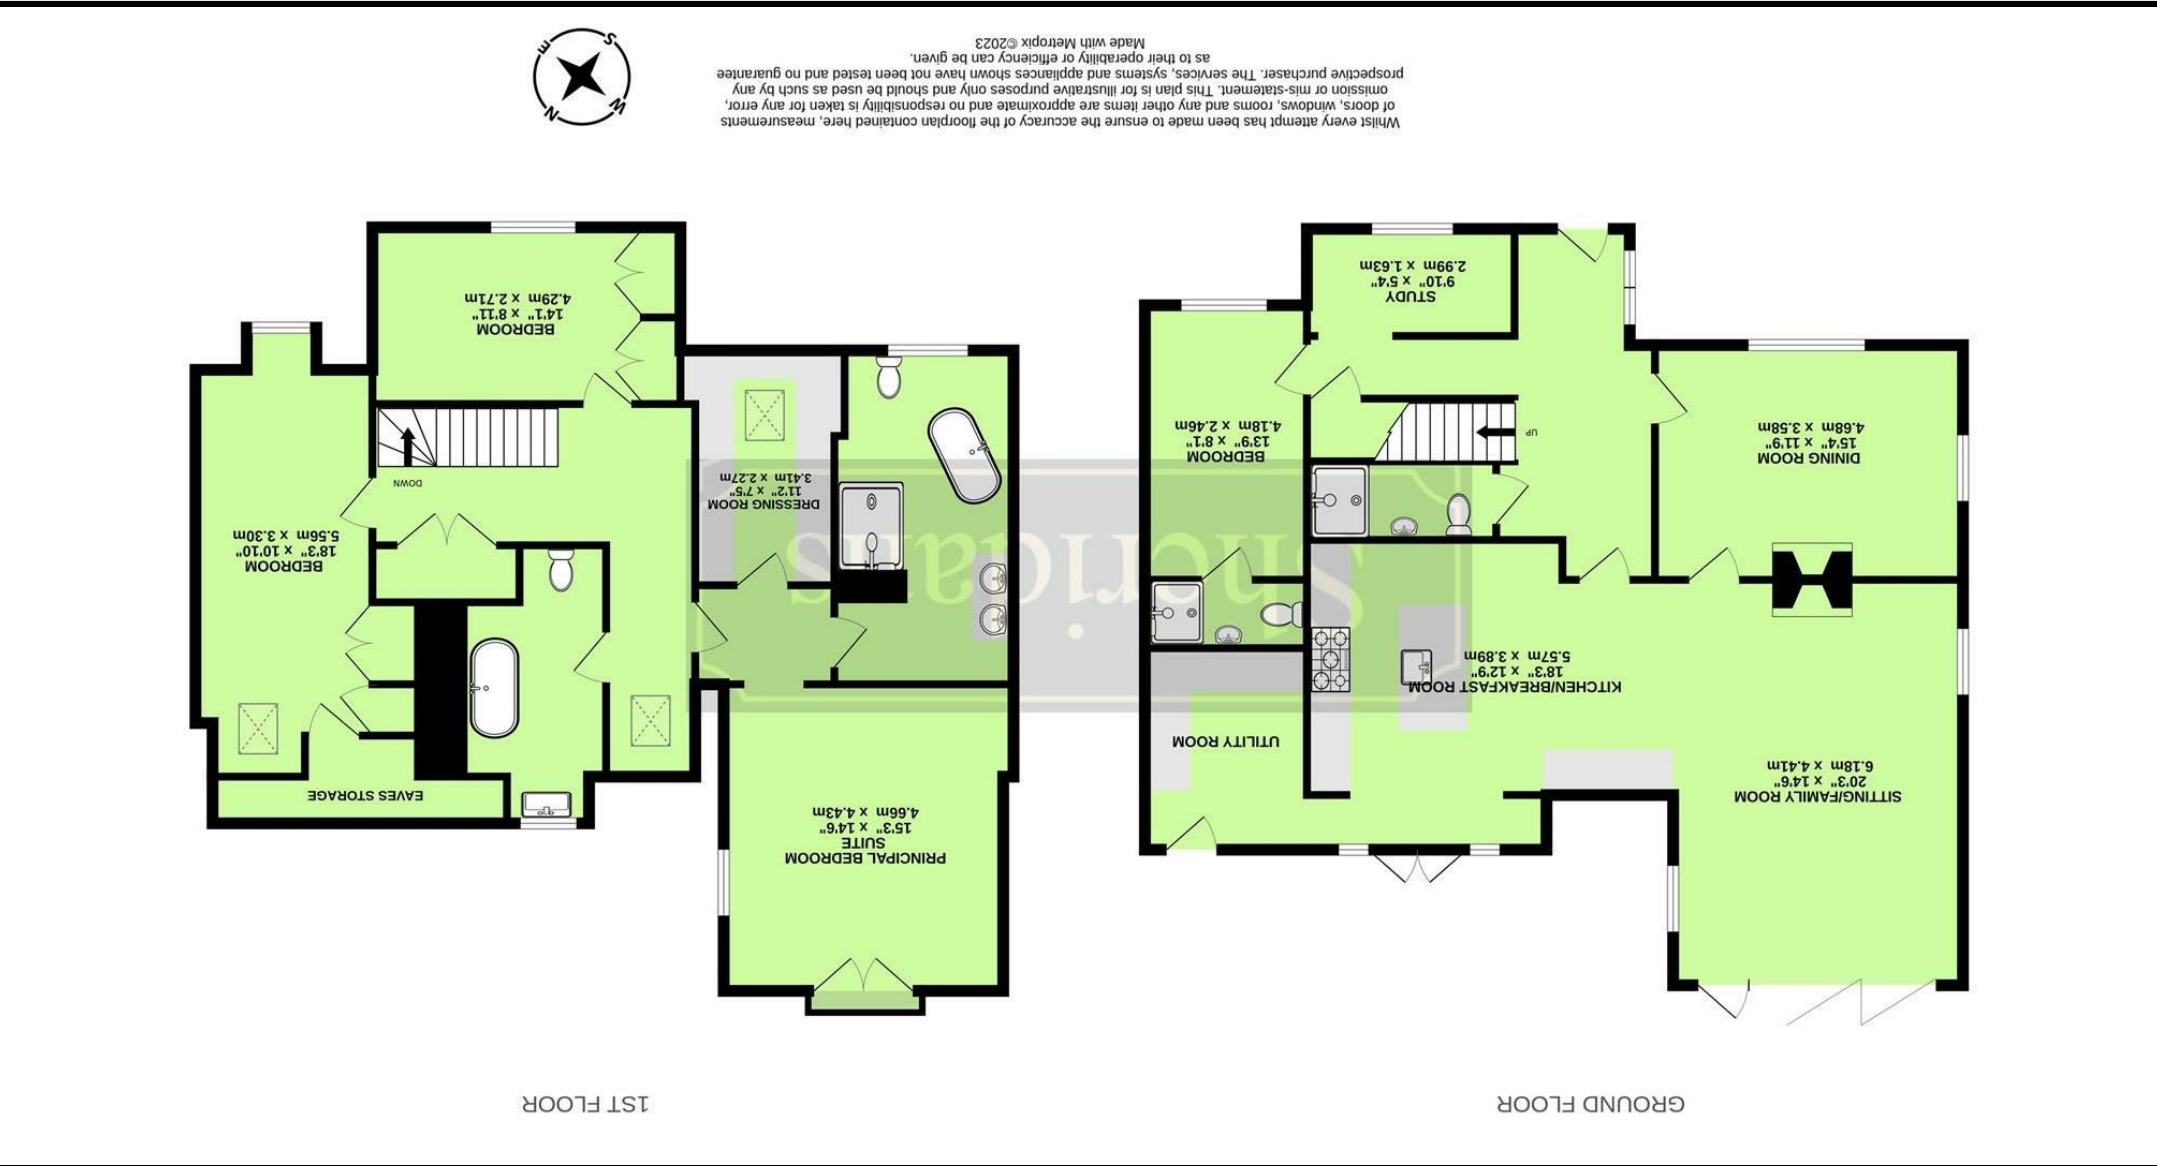 GROUND FLOOR
1ST FLOOR
SITTING/FAMILY ROOM
20'3" x 14'6"
6.18m x 4.41m
UTILITY ROOM
KITCHEN/BREAKFAST ROOM
18'3" x 12'9"
5.57m x 3.89m
DINING ROOM
15'4" x 11'9"
4.68m x 3.58m
UP
BEDROOM
13'9" x 8'1"
4.18m x 2.46m
STUDY
9'10" x 5'4"
2.99m x 1.63m
PRINCIPAL BEDROOM
SUITE
15'3" x 14'6"
4.66m x 4.43m
EAVES STORAGE
BEDROOM
18'3" x 10'10"
5.56m x 3.30m
DRESSING ROOM
11'2" x 7'5"
3.41m x 2.27m
DOWN
BEDROOM
14'1" x 8'11"
4.29m x 2.71m
Sheridans
Whilst every attempt has been made to ensure the accuracy of the floorplan contained here, measurements
of doors, windows, rooms and any other items are approximate and no responsibility is taken for any error,
omission or mis-statement. This plan is for illustrative purposes only and should be used as such by any
prospective purchaser. The services, systems and appliances shown have not been tested and no guarantee
as to their operability or efficiency can be given.
Made with Metropix ©2023
N
E
S
W